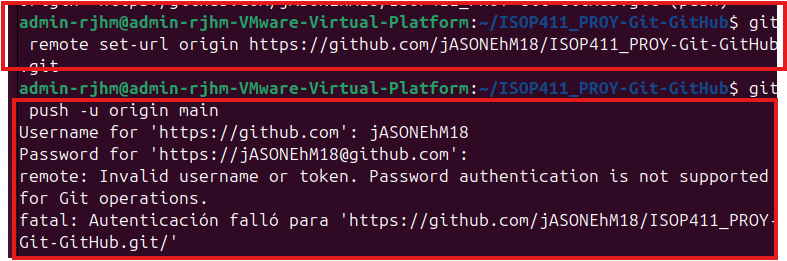 admin-rjhm@admin-rjhm-VMware-Virtual-Platform:~/ISOP411_PROY-Git-GitHub$ git
remote set-url origin https://github.com/jASONEhM18/ISOP411_PROY-Git-GitHub
.git
admin-rjhm@admin-rjhm-VMware-Virtual-Platform:~/ISOP411_PROY-Git-GitHub$ git
push -u origin main
Username for 'https://github.com': jASONEhM18
Password for 'https://jASONEhM18@github.com':
remote: Invalid username or token. Password authentication is not supported
for Git operations.
fatal: Autenticación falló para 'https://github.com/jASONEhM18/ISOP411_PROY-
Git-GitHub.git/'